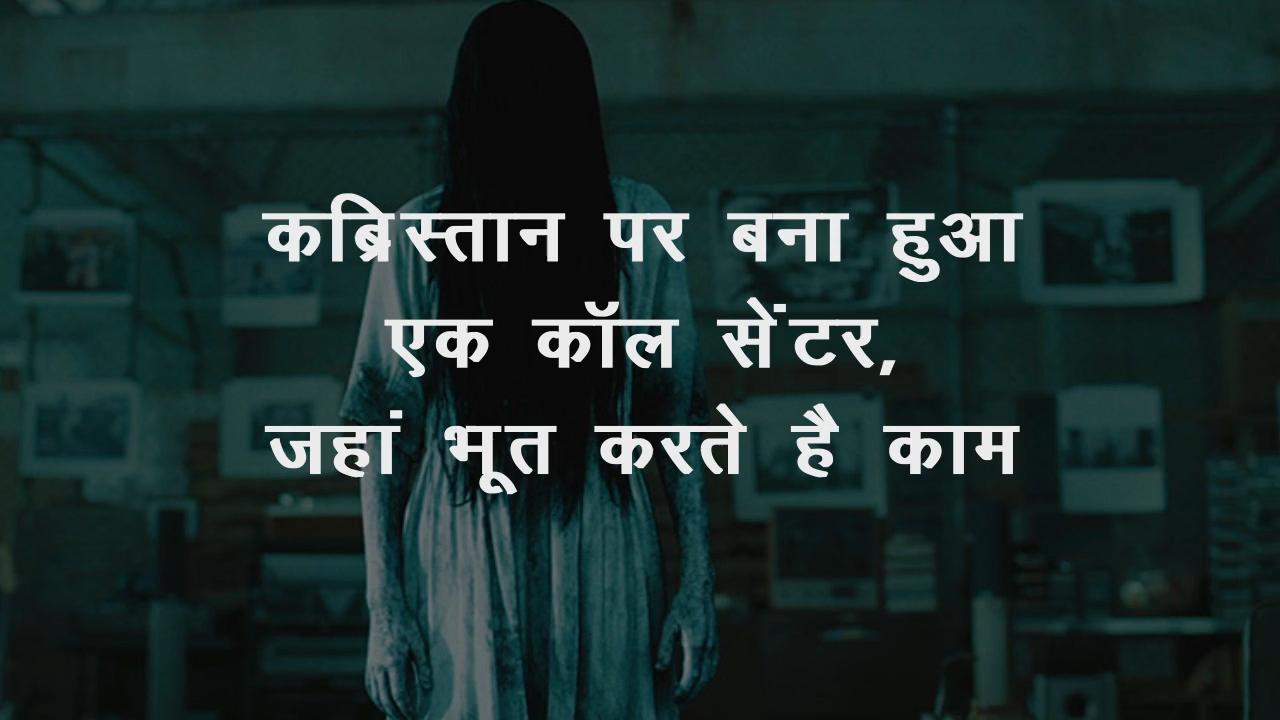 कब्रिस्तान पर बना हुआ
एक कॉल सेंटर,
जहां भूत करते है काम